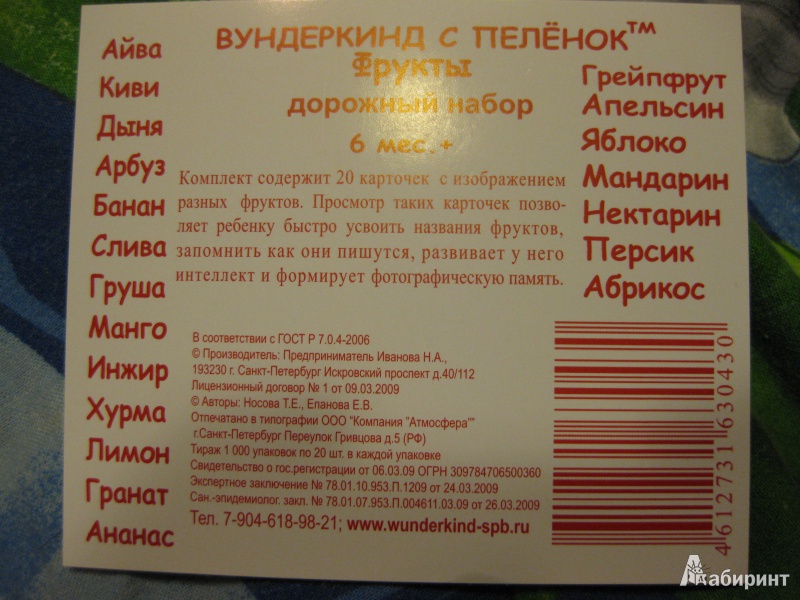 ВУНДЕРКИНД С ПЕЛЁНОК™
Фрукты
дорожный набор
6 мес.+
Айва
Киви
Дыня
Арбуз
Банан
Слива
Груша
Манго
Инжир
Хурма
Лимон
Гранат
Ананас
Грейпфрут
Апельсин
Яблоко
Мандарин
Нектарин
Персик
Абрикос
Комплект содержит 20 карточек с изображением
разных фруктов. Просмотр таких карточек позво-
ляет ребенку быстро усвоить названия фруктов,
запомнить как они пишутся, развивает у него
интеллект и формирует фотографическую память.
В соответствии с ГОСТ Р 7.0.4-2006
© Производитель: Предприниматель Иванова Н.А.,
193230 г. Санкт-Петербург Искровский проспект д.40/112
Лицензионный договор № 1 от 09.03.2009
© Авторы: Носова Т.Е., Епанова Е.В.
Отпечатано в типографии ООО "Компания "Атмосфера""
г.Санкт-Петербург Переулок Гривцова д.5 (РФ)
Тираж 1 000 упаковок по 20 шт. в каждой упаковке
Свидетельство о гос.регистрации от 06.03.09 ОГРН 309784706500360
Экспертное заключение № 78.01.10.953.П.1209 от 24.03.2009
Сан.-эпидемиолог. закл. № 78.01.07.953.П.004611.03.09 от 26.03.2009
Тел. 7-904-618-98-21; www.wunderkind-spb.ru
4 612731 630430
Лабиринт